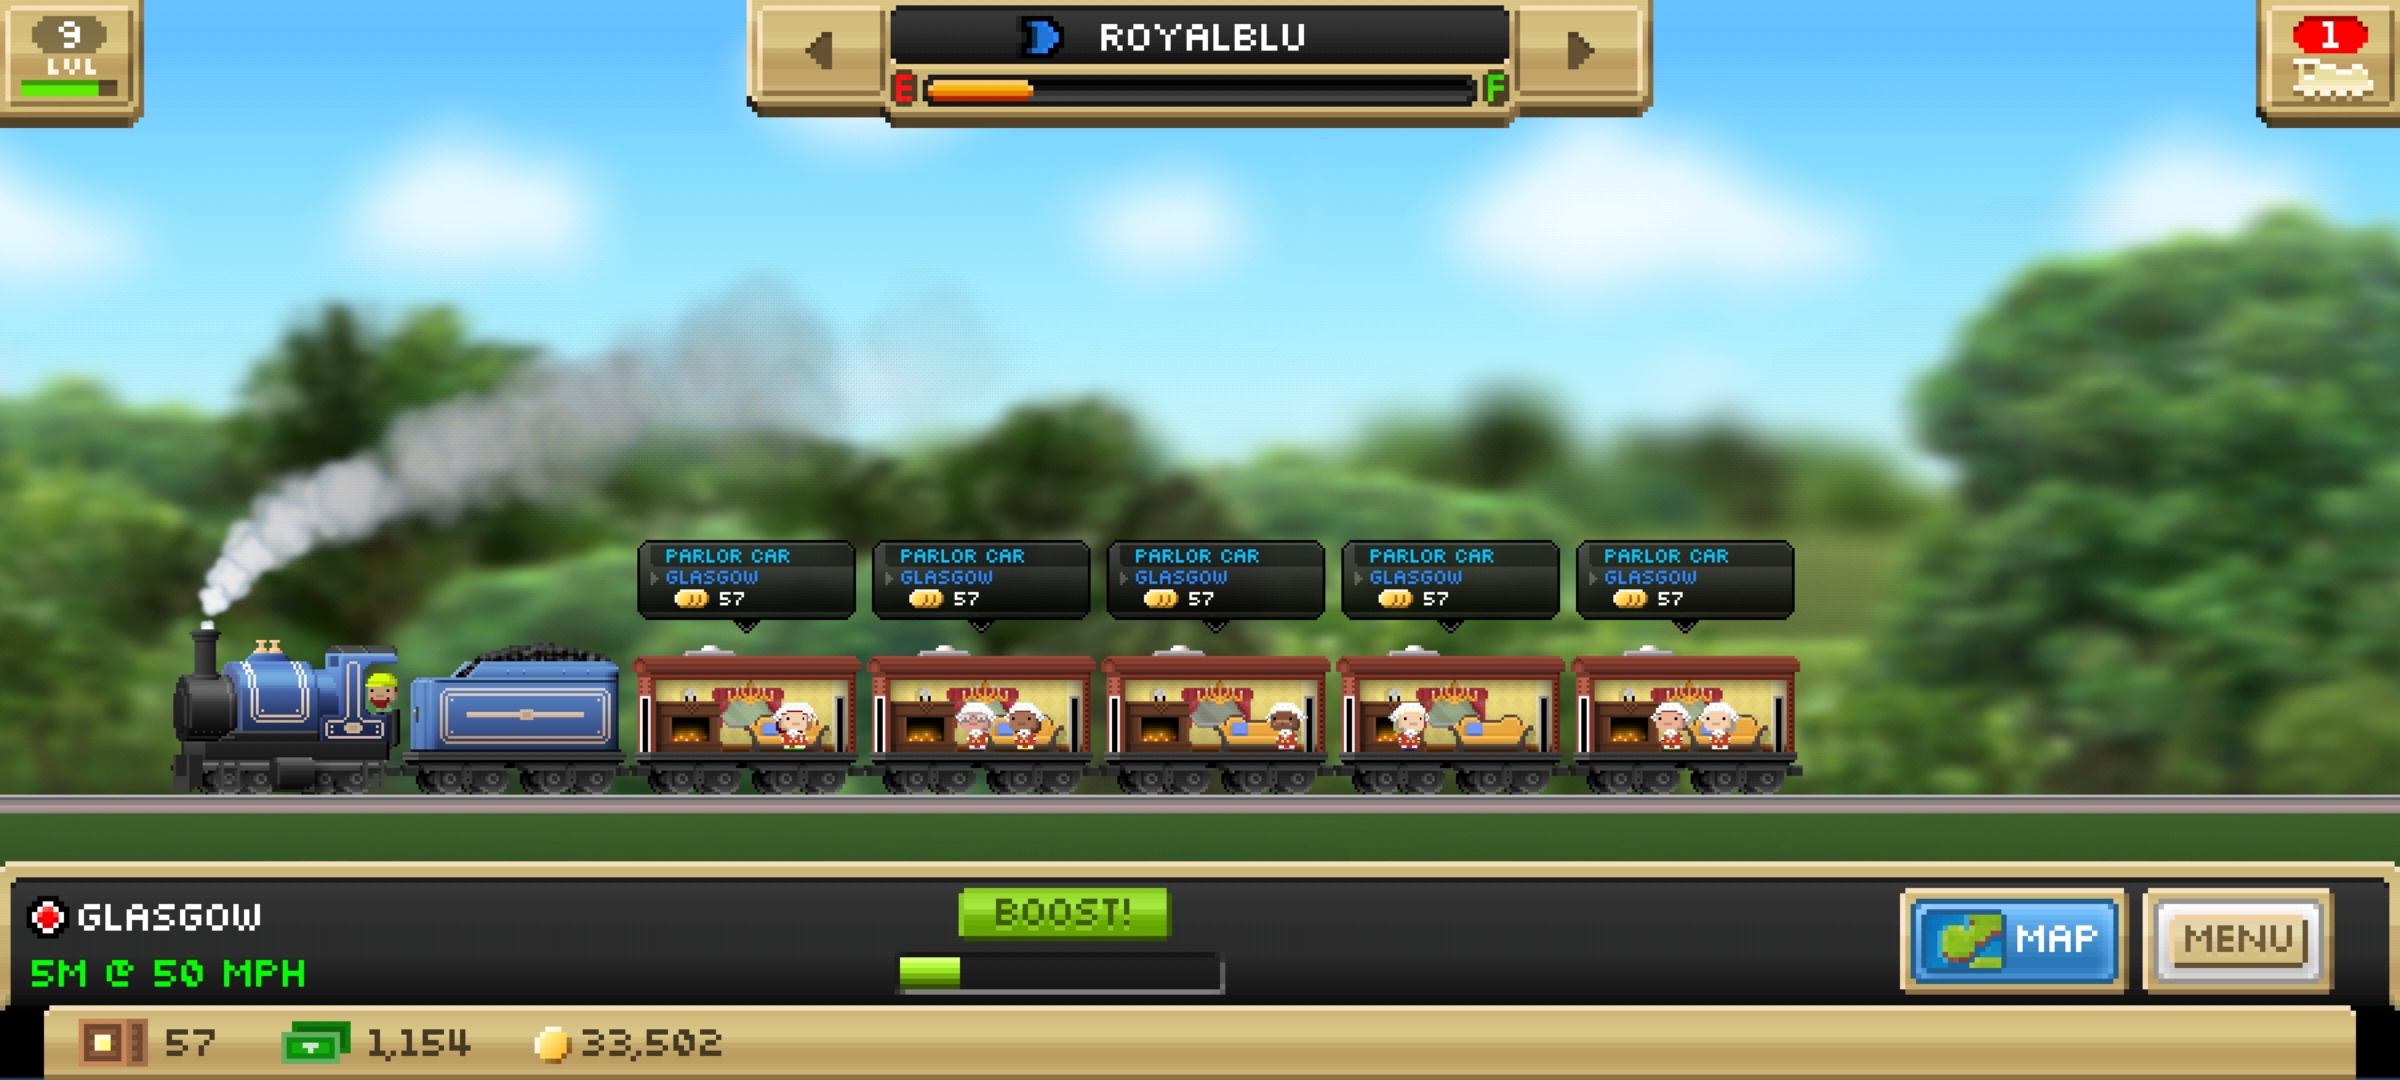 9
LVL
ROYALBLU
E F
1
PARLOR CAR
GLASGOW
57
PARLOR CAR
GLASGOW
57
PARLOR CAR
GLASGOW
57
PARLOR CAR
GLASGOW
57
PARLOR CAR
GLASGOW
57
GLASGOW
5M @ 50 MPH
BOOST!
MAP
MENU
57
1,154
33,502